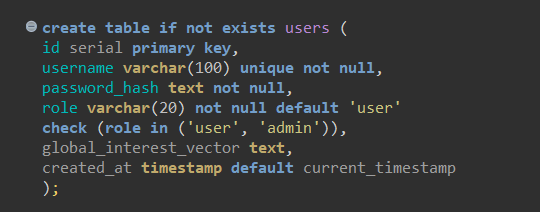 create table if not exists users (
id serial primary key,
username varchar(100) unique not null,
password_hash text not null,
role varchar(20) not null default 'user'
check (role in ('user', 'admin')),
global_interest_vector text,
created_at timestamp default current_timestamp
);